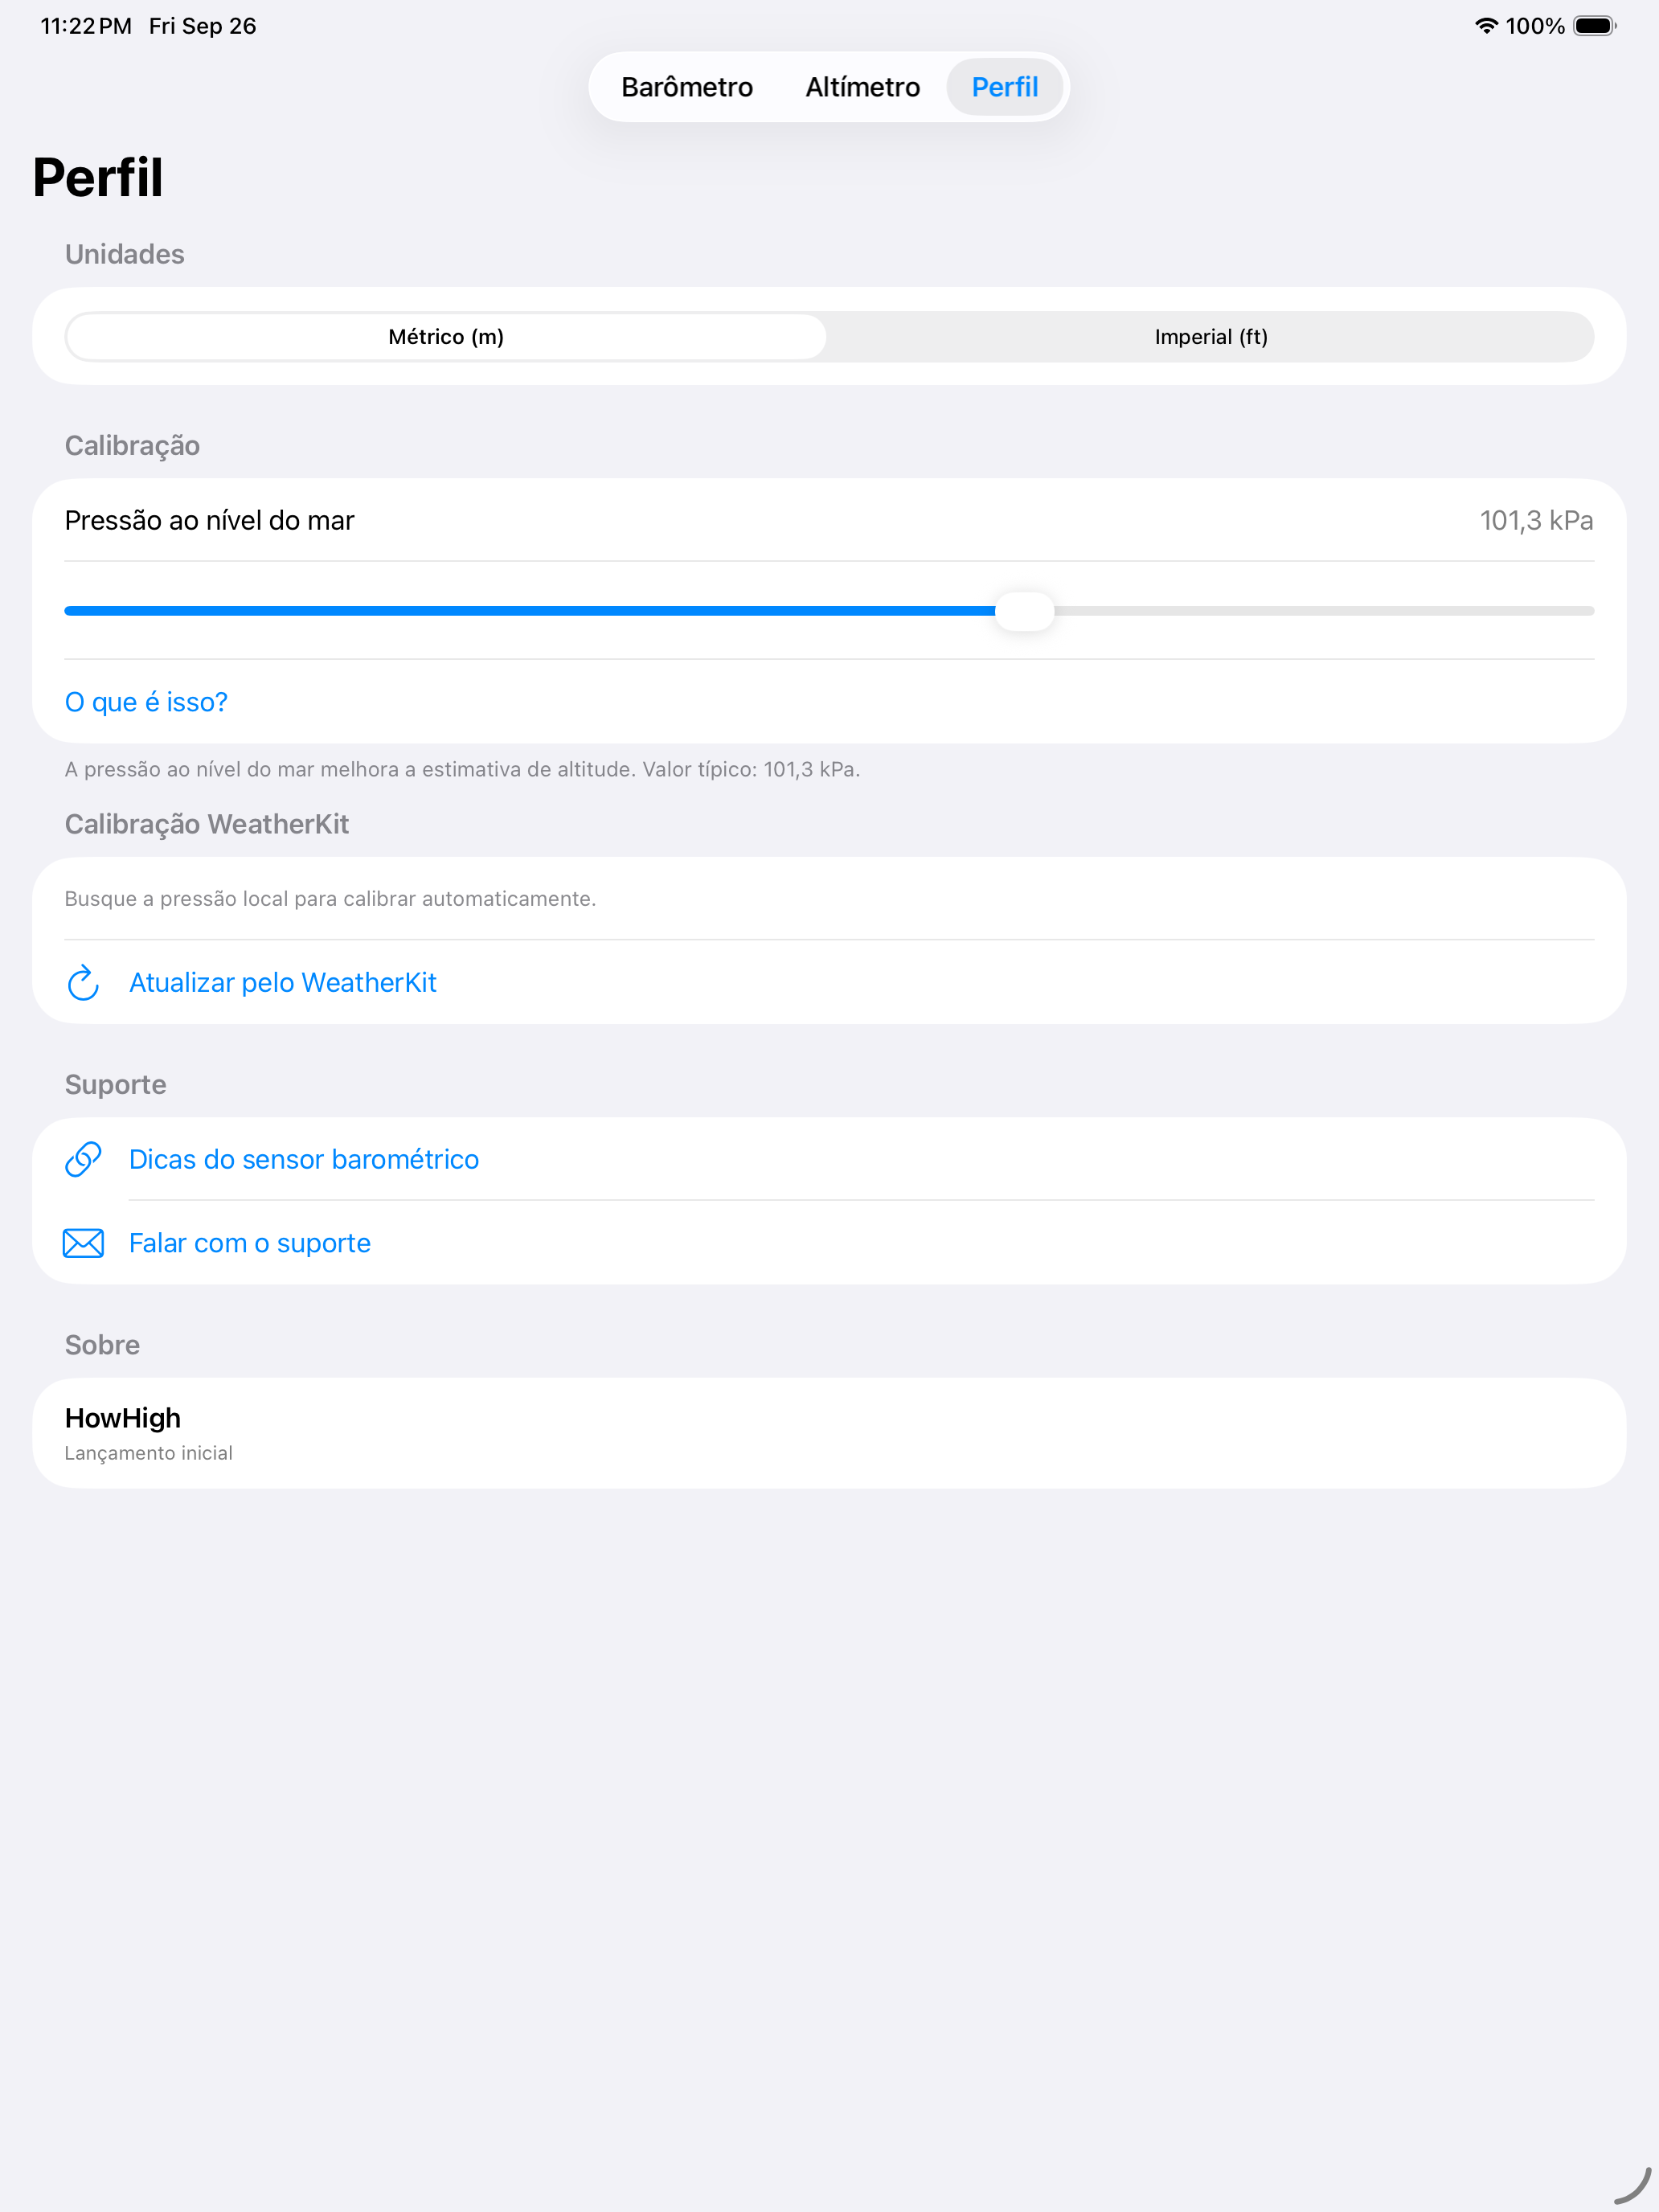 11:22 PM Fri Sep 26
100%
Barômetro Altímetro Perfil
Perfil
Unidades
Métrico (m) Imperial (ft)
Calibração
Pressão ao nível do mar 101,3 kPa
O que é isso?
A pressão ao nível do mar melhora a estimativa de altitude. Valor típico: 101,3 kPa.
Calibração WeatherKit
Busque a pressão local para calibrar automaticamente.
Atualizar pelo WeatherKit
Suporte
Dicas do sensor barométrico
Falar com o suporte
Sobre
HowHigh
Lançamento inicial